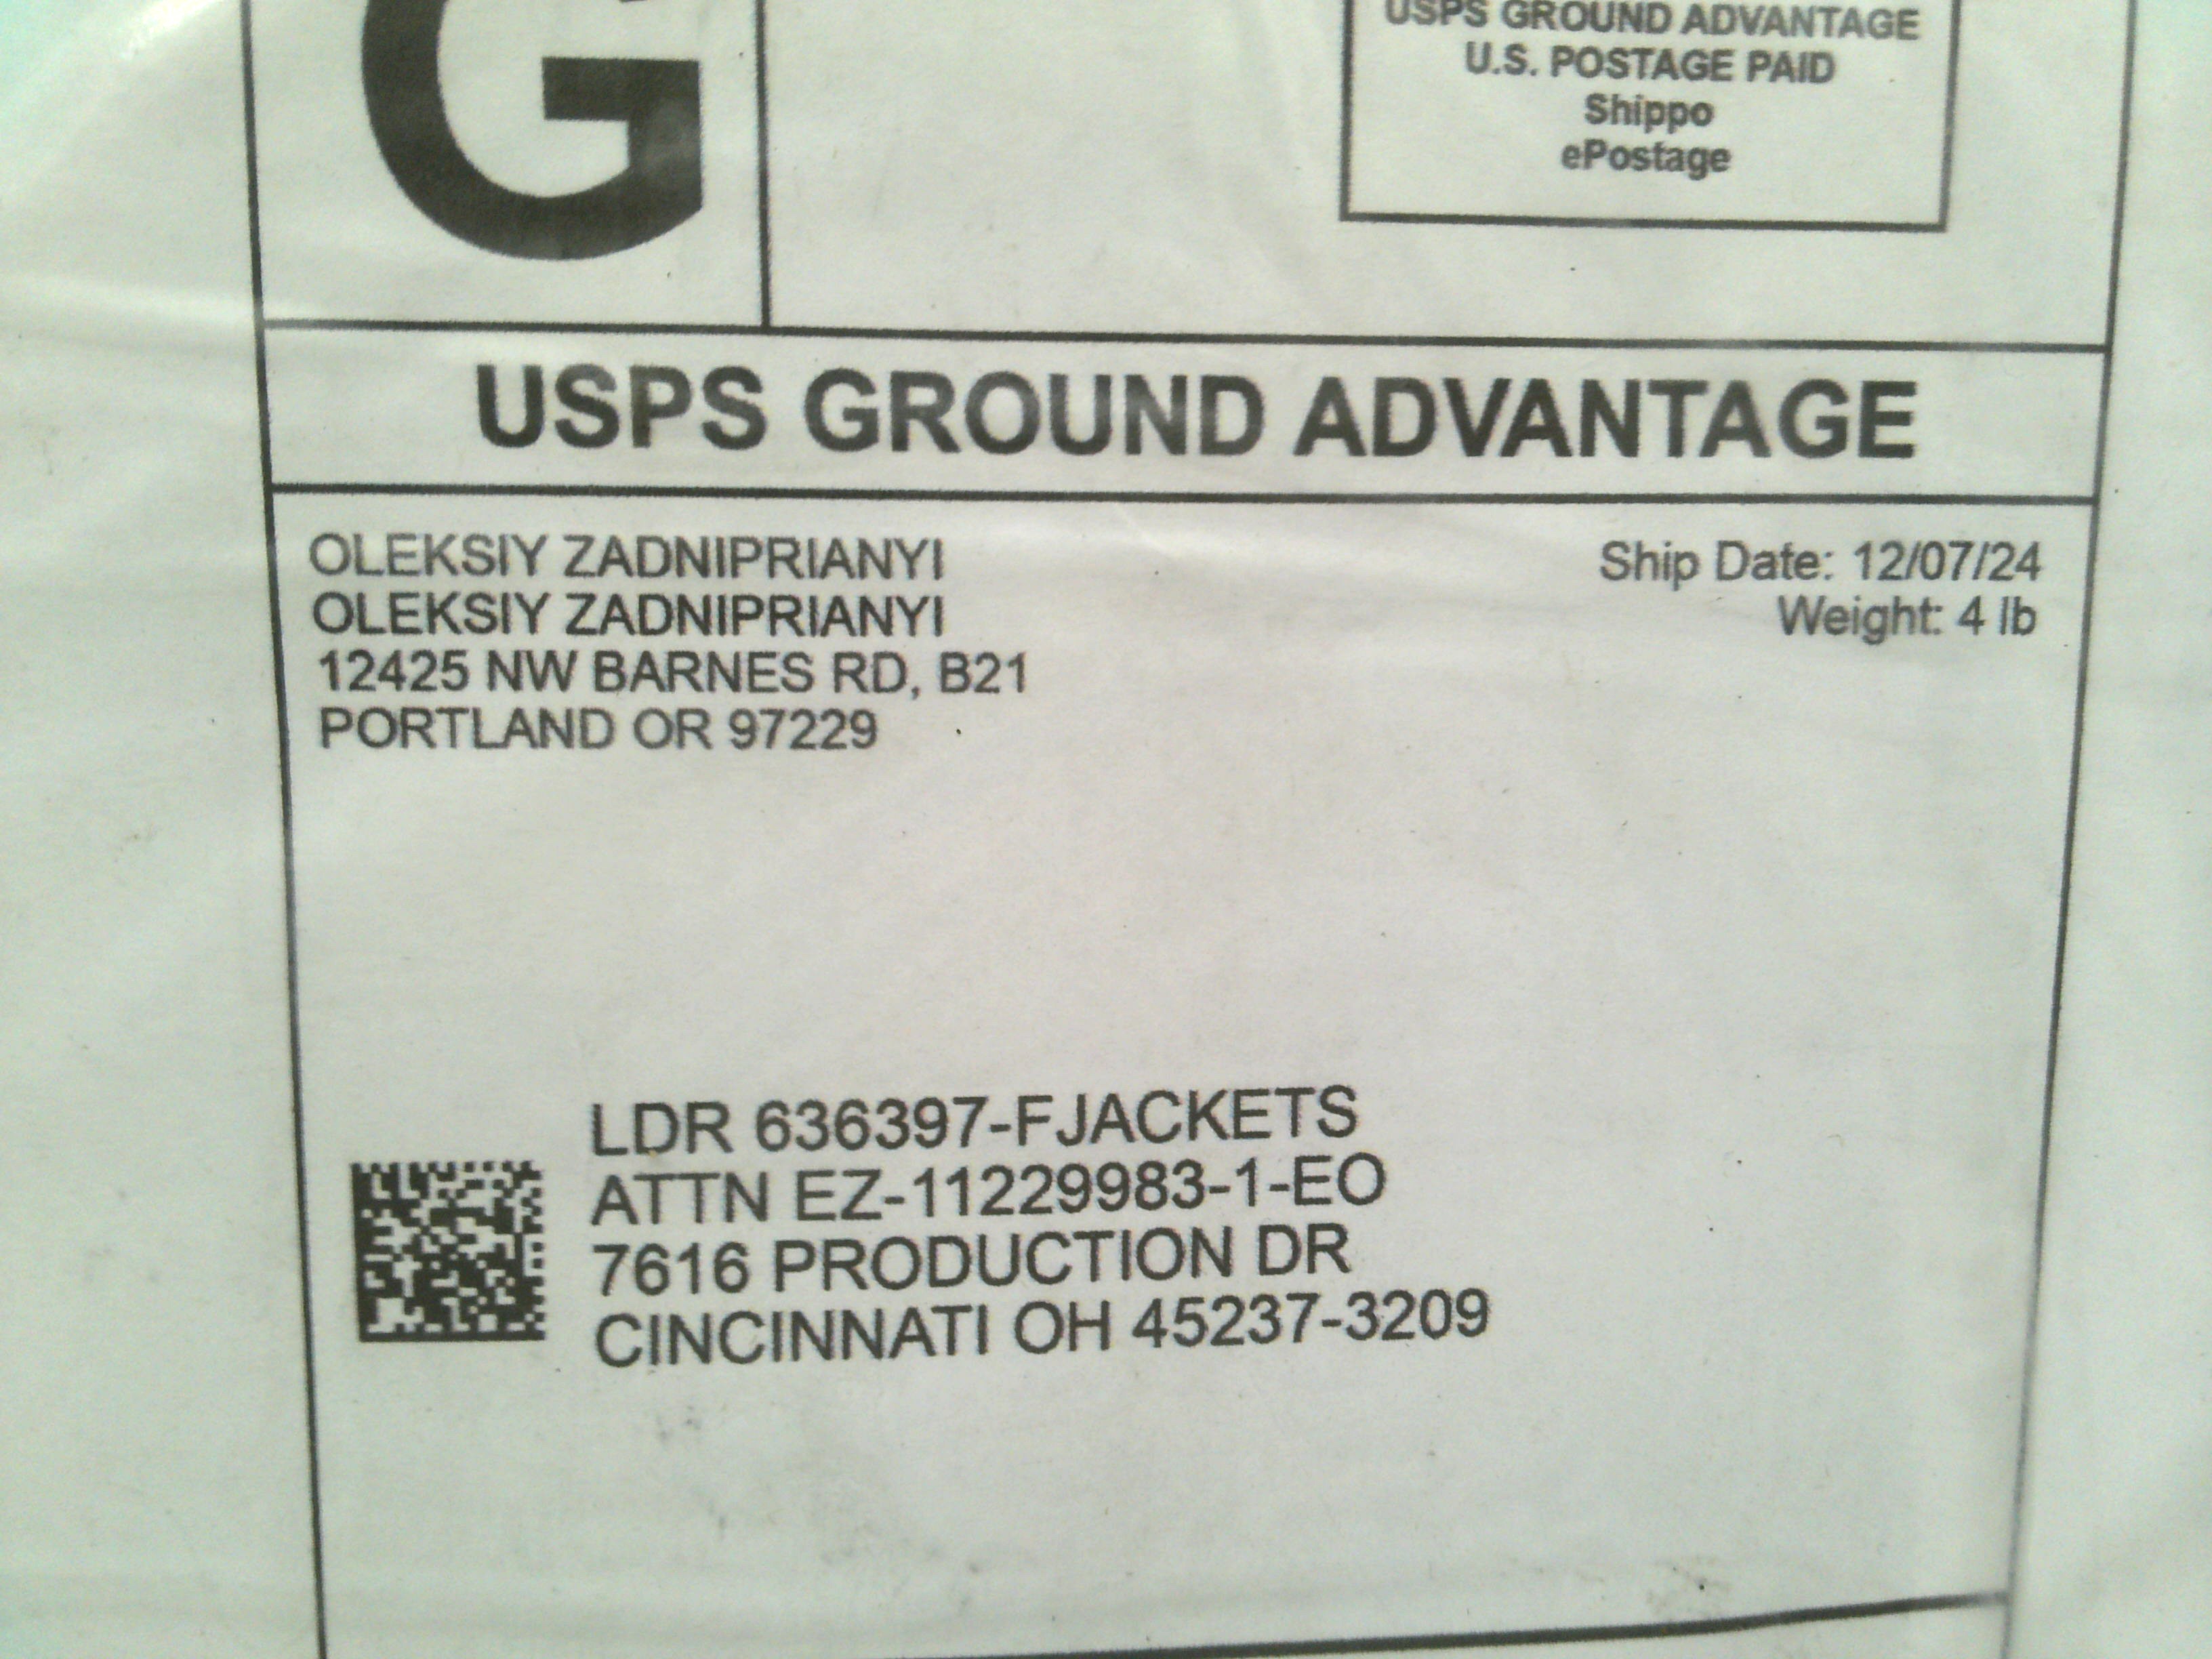 G
USPS GROUND ADVANTAGE
U.S. POSTAGE PAID
Shippo
ePostage
USPS GROUND ADVANTAGE
OLEKSIY ZADNIPRIANYI
OLEKSIY ZADNIPRIANYI
12425 NW BARNES RD, B21
PORTLAND OR 97229
Ship Date: 12/07/24
Weight: 4 lb
LDR 636397-FJACKETS
ATTN EZ-11229983-1-EO
7616 PRODUCTION DR
CINCINNATI OH 45237-3209